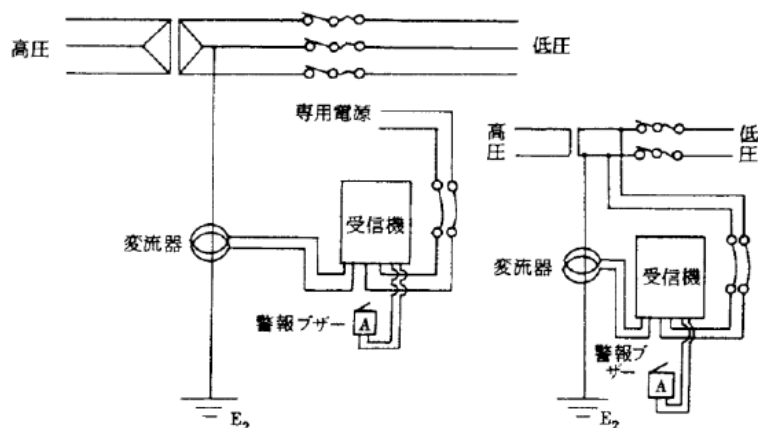 高圧
低圧
専用電源
受信機
変流器
警報ブザー
A
E₂
高
圧
低
圧
変流器
受信機
警報ブ
ザー
A
E₂